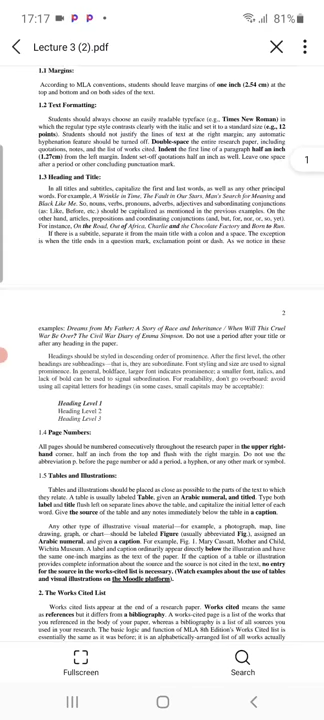 17:17
P P
81%
Lecture 3 (2).pdf
1.1 Margins:
According to MLA conventions, students should leave margins of one inch (2.54 cm) at the
top and bottom and on both sides of the text.
1.2 Text Formatting:
Students should always choose an easily readable typeface (e.g., Times New Roman) in
which the regular type style contrasts clearly with the italic and set it to a standard size (e.g., 12
points). Students should not justify the lines of text at the right margin; any automatic
hyphenation feature should be turned off. Double-space the entire research paper, including
quotations, notes, and the list of works cited. Indent the first line of a paragraph half an inch
(1.27cm) from the left margin. Indent set-off quotations half an inch as well. Leave one space
after a period or other concluding punctuation mark.
1
1.3 Heading and Title:
In all titles and subtitles, capitalize the first and last words, as well as any other principal
words. For example, A Wrinkle in Time, The Fault in Our Stars, Man's Search for Meaning and
Black Like Me. So, nouns, verbs, pronouns, adverbs, adjectives and subordinating conjunctions
(as: Like, Before, etc.) should be capitalized as mentioned in the previous examples. On the
other hand, articles, prepositions and coordinating conjunctions (and, but, for, nor, or, so, yet).
For instance, On the Road, Out of Africa, Charlie and the Chocolate Factory and Born to Run.
If there is a subtitle, separate it from the main title with a colon and a space. The exception
is when the title ends in a question mark, exclamation point or dash. As we notice in these
2
examples: Dreams from My Father: A Story of Race and Inheritance / When Will This Cruel
War Be Over? The Civil War Diary of Emma Simpson. Do not use a period after your title or
after any heading in the paper.
Headings should be styled in descending order of prominence. After the first level, the other
headings are subheadings—that is, they are subordinate. Font styling and size are used to signal
prominence. In general, boldface, larger font indicates prominence; a smaller font, italics, and
lack of bold can be used to signal subordination. For readability, don't go overboard: avoid
using all capital letters for headings (in some cases, small capitals may be acceptable):
Heading Level 1
Heading Level 2
Heading Level 3
1.4 Page Numbers:
All pages should be numbered consecutively throughout the research paper in the upper right-
hand corner, half an inch from the top and flush with the right margin. Do not use the
abbreviation p. before the page number or add a period, a hyphen, or any other mark or symbol.
1.5 Tables and Illustrations:
Tables and illustrations should be placed as close as possible to the parts of the text to which
they relate. A table is usually labeled Table, given an Arabic numeral, and titled. Type both
label and title flush left on separate lines above the table, and capitalize the initial letter of each
word. Give the source of the table and any notes immediately below the table in a caption.
Any other type of illustrative visual material—for example, a photograph, map, line
drawing, graph, or chart—should be labeled Figure (usually abbreviated Fig.), assigned an
Arabic numeral, and given a caption. For example, Fig. 1. Mary Cassatt, Mother and Child,
Wichita Museum. A label and caption ordinarily appear directly below the illustration and have
the same one-inch margins as the text of the paper. If the caption of a table or illustration
provides complete information about the source and the source is not cited in the text, no entry
for the source in the works-cited list is necessary. (Watch examples about the use of tables
and visual illustrations on the Moodle platform).
2. The Works Cited List
Works cited lists appear at the end of a research paper. Works cited means the same
as references but it differs from a bibliography. A works-cited page is a list of the works that
you referenced in the body of your paper, whereas a bibliography is a list of all sources you
used in your research. The basic logic and function of MLA 8th Edition's Works Cited list is
essentially the same as it was before; it is an alphabetically-arranged list of all works actually
Fullscreen
Search